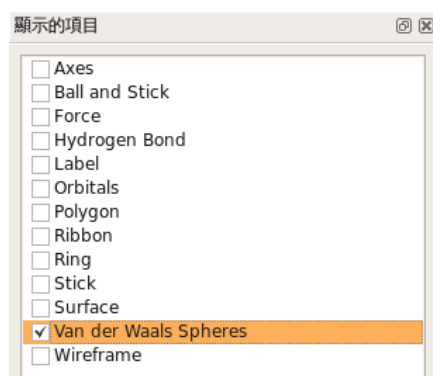 顯示的項目
Axes
Ball and Stick
Force
Hydrogen Bond
Label
Orbitals
Polygon
Ribbon
Ring
Stick
Surface
Van der Waals Spheres
Wireframe